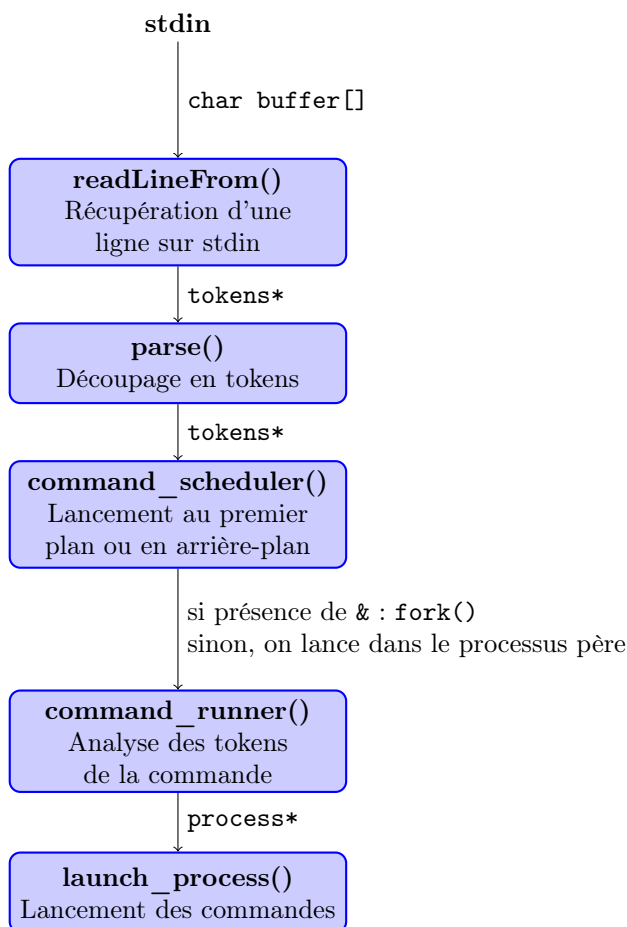 stdin
char buffer[]
readLineFrom()
Récupération d'une
ligne sur stdin
tokens*
parse()
Découpage en tokens
tokens*
command_scheduler()
Lancement au premier
plan ou en arrière-plan
si présence de & : fork()
sinon, on lance dans le processus père
command_runner()
Analyse des tokens
de la commande
process*
launch_process()
Lancement des commandes